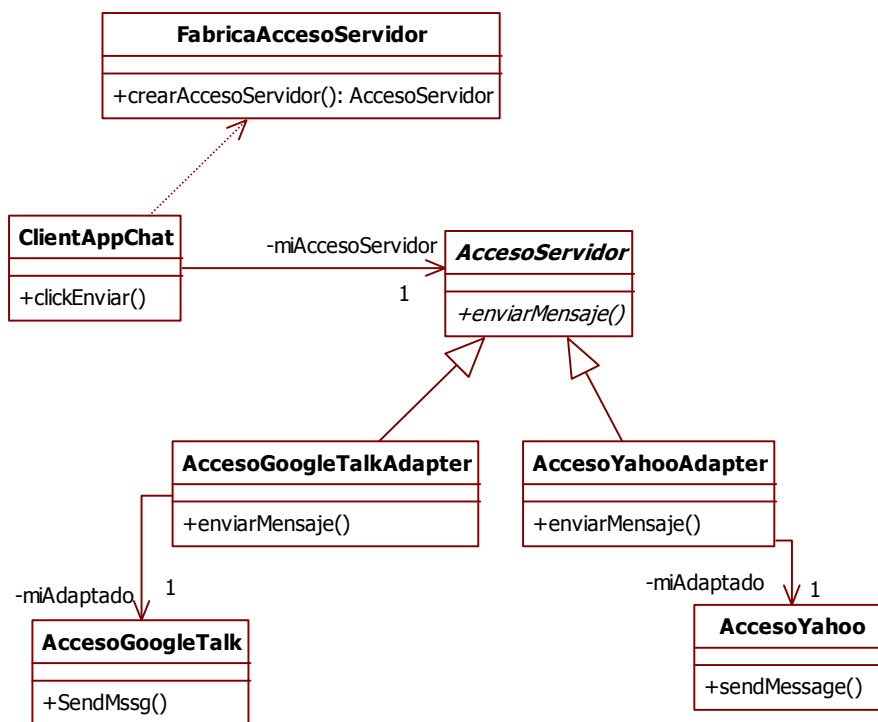 FabricaAccesoServidor
+crearAccesoServidor(): AccesoServidor
ClientAppChat
+clickEnviar()
-miAccesoServidor
1
AccesoServidor
+enviarMensaje()
AccesoGoogleTalkAdapter
+enviarMensaje()
AccesoYahooAdapter
+enviarMensaje()
-miAdaptado
1
-miAdaptado
1
AccesoGoogleTalk
+SendMssg()
AccesoYahoo
+sendMessage()